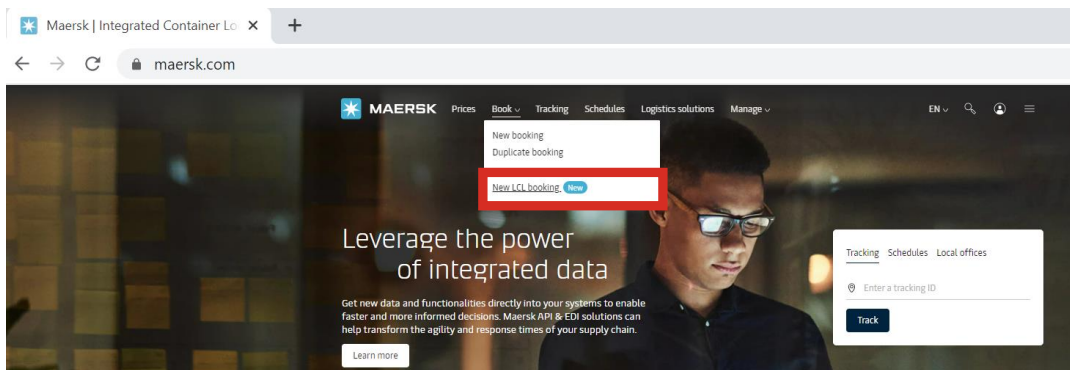 Maersk | Integrated Container Lo
maersk.com
MAERSK Prices Book Tracking Schedules Logistics solutions Manage EN
New booking
Duplicate booking
New LCL booking New
Leverage the power
of integrated data
Get new data and functionalities directly into your systems to enable
faster and more informed decisions. Maersk API & EDI solutions can
help transform the agility and response times of your supply chain.
Learn more
Tracking Schedules Local offices
Enter a tracking ID
Track